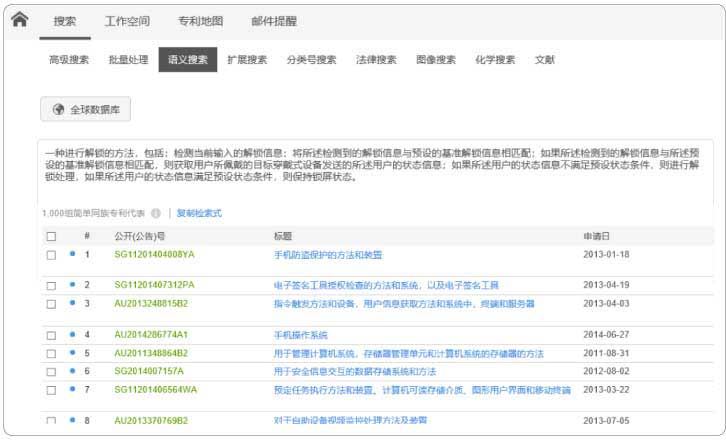 搜索 工作空间 专利地图 邮件提醒
高级搜索 批量处理 语义搜索 扩展搜索 分类号搜索 法律搜索 图像搜索 化学搜索 文献
全球数据库
一种进行解锁的方法，包括：检测当前输入的解锁信息；将所述检测到的解锁信息与预设的基准解锁信息相匹配；如果所述检测到的解锁信息与所述预
设的基准解锁信息相匹配，则获取用户所佩戴的目标穿戴式设备发送的所述用户的状态信息；如果所述用户的状态信息不满足预设状态条件，则进行解
锁处理，如果所述用户的状态信息满足预设状态条件，则保持锁屏状态。
1,000组简单同族专利代表 | 复制检索式
# 公开(公告)号 标题 申请日
1 SG11201404008YA 手机防盗保护的方法和装置 2013-01-18
2 SG11201407312PA 电子签名工具授权检查的方法和系统，以及电子签名工具 2013-04-19
3 AU2013248815B2 指令触发方法和设备，用户信息获取方法和系统中，终端和服务器 2013-04-03
4 AU2014286774A1 手机操作系统 2014-06-27
5 AU2011348864B2 用于管理计算机系统，存储器管理单元和计算机系统的存储器的方法 2011-08-31
6 SG2014007157A 用于安全信息交互的数据存储系统和方法 2012-08-02
7 SG11201406564WA 预定任务执行方法和装置。计算机可读存储介质、图形用户界面和移动终端 2013-03-22
8 AU2013370769B2 对于自助设备视频监控处理方法及装置 2013-07-05